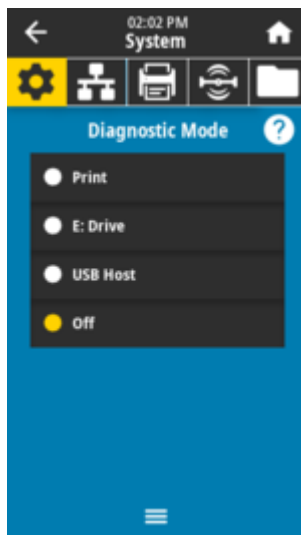 02:02 PM
System
Diagnostic Mode
?
Print
E: Drive
USB Host
Off